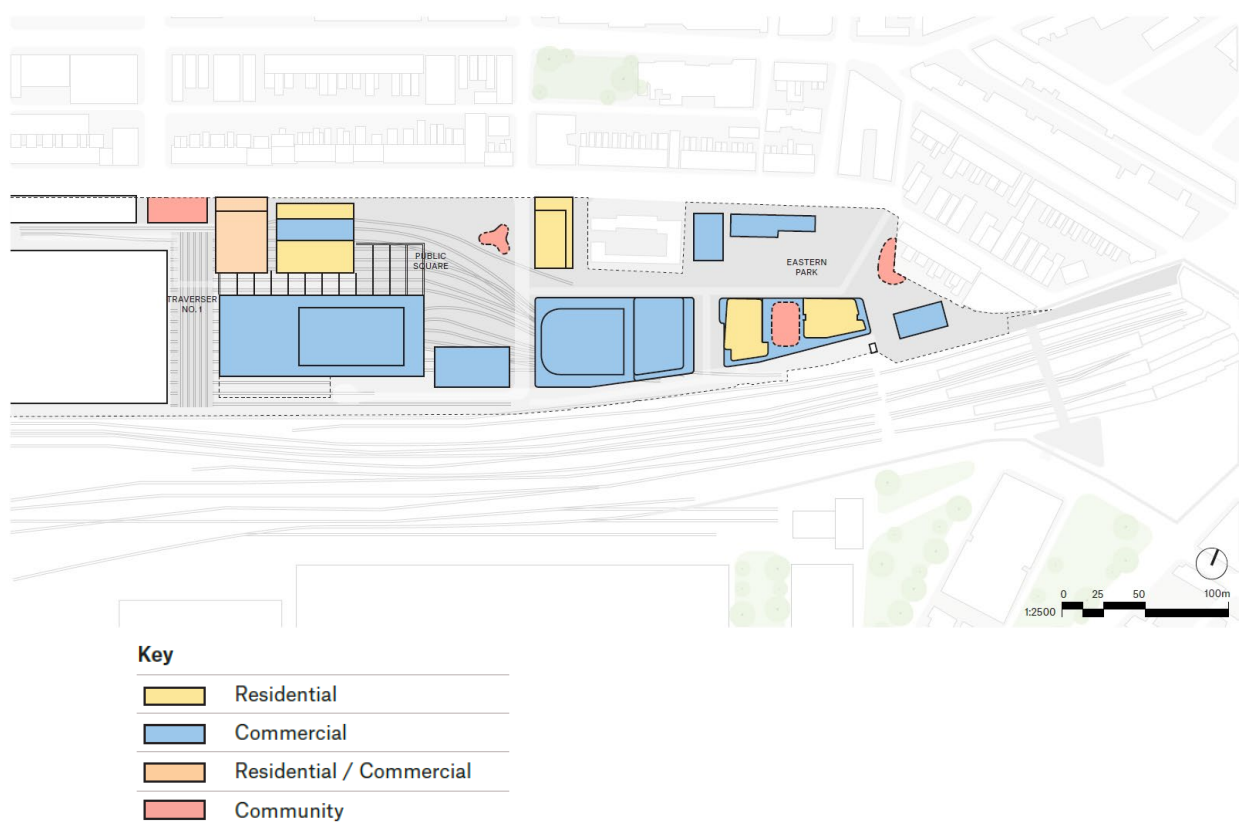 PUBLIC
SQUARE
EASTERN
PARK
TRAVERSER
NO. 1
0 25 50 100m
1:2500
Key
Residential
Commercial
Residential / Commercial
Community